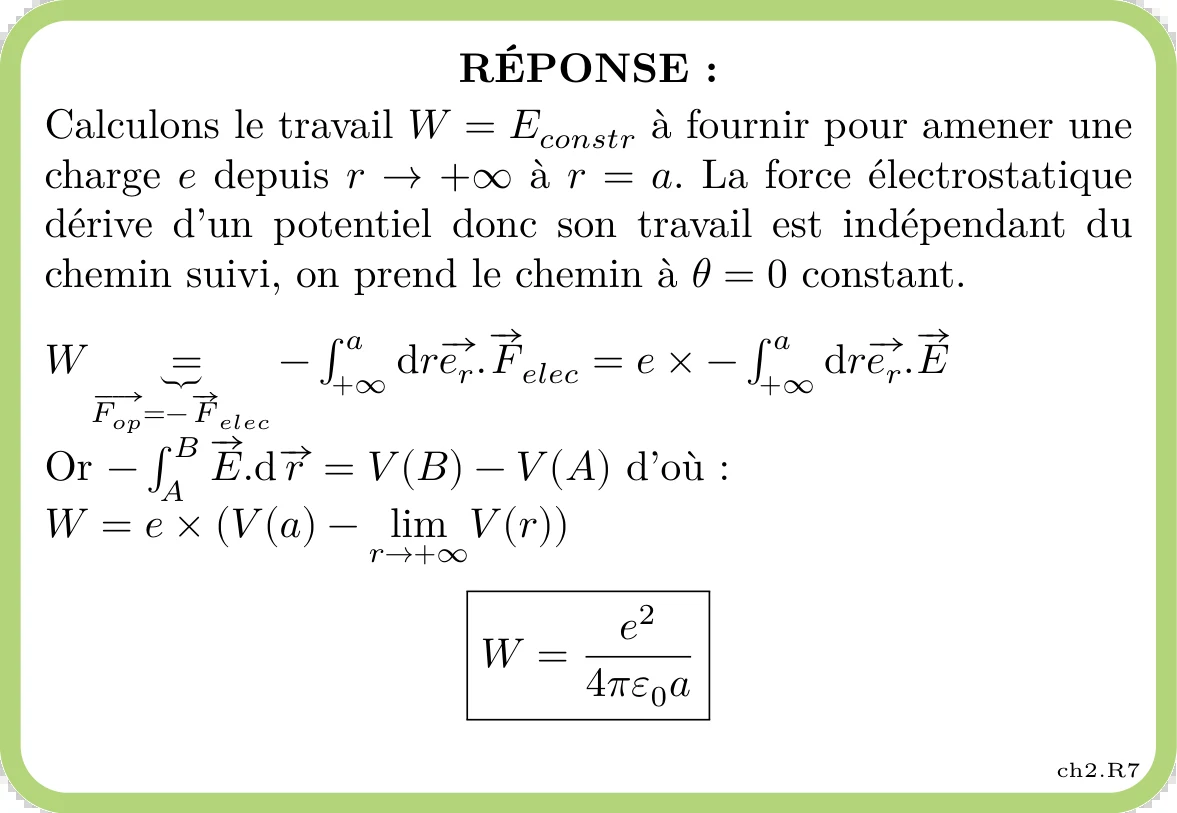 RÉPONSE :
Calculons le travail $W = E_{constr}$ à fournir pour amener une
charge $e$ depuis $r \to +\infty$ à $r = a$. La force électrostatique
dérive d'un potentiel donc son travail est indépendant du
chemin suivi, on prend le chemin à $\theta = 0$ constant.
$W \underbrace{=}_{\overrightarrow{F_{op}}=-\overrightarrow{F}_{elec}} -\int_{+\infty}^{a} \mathrm{d}r\overrightarrow{e_r}.\overrightarrow{F}_{elec} = e \times -\int_{+\infty}^{a} \mathrm{d}r\overrightarrow{e_r}.\overrightarrow{E}$
Or $-\int_{A}^{B} \overrightarrow{E}.\mathrm{d}\overrightarrow{r} = V(B) - V(A)$ d'où :
$W = e \times (V(a) - \lim_{r \to +\infty} V(r))$
$W = \frac{e^2}{4\pi\varepsilon_0 a}$
ch2.R7